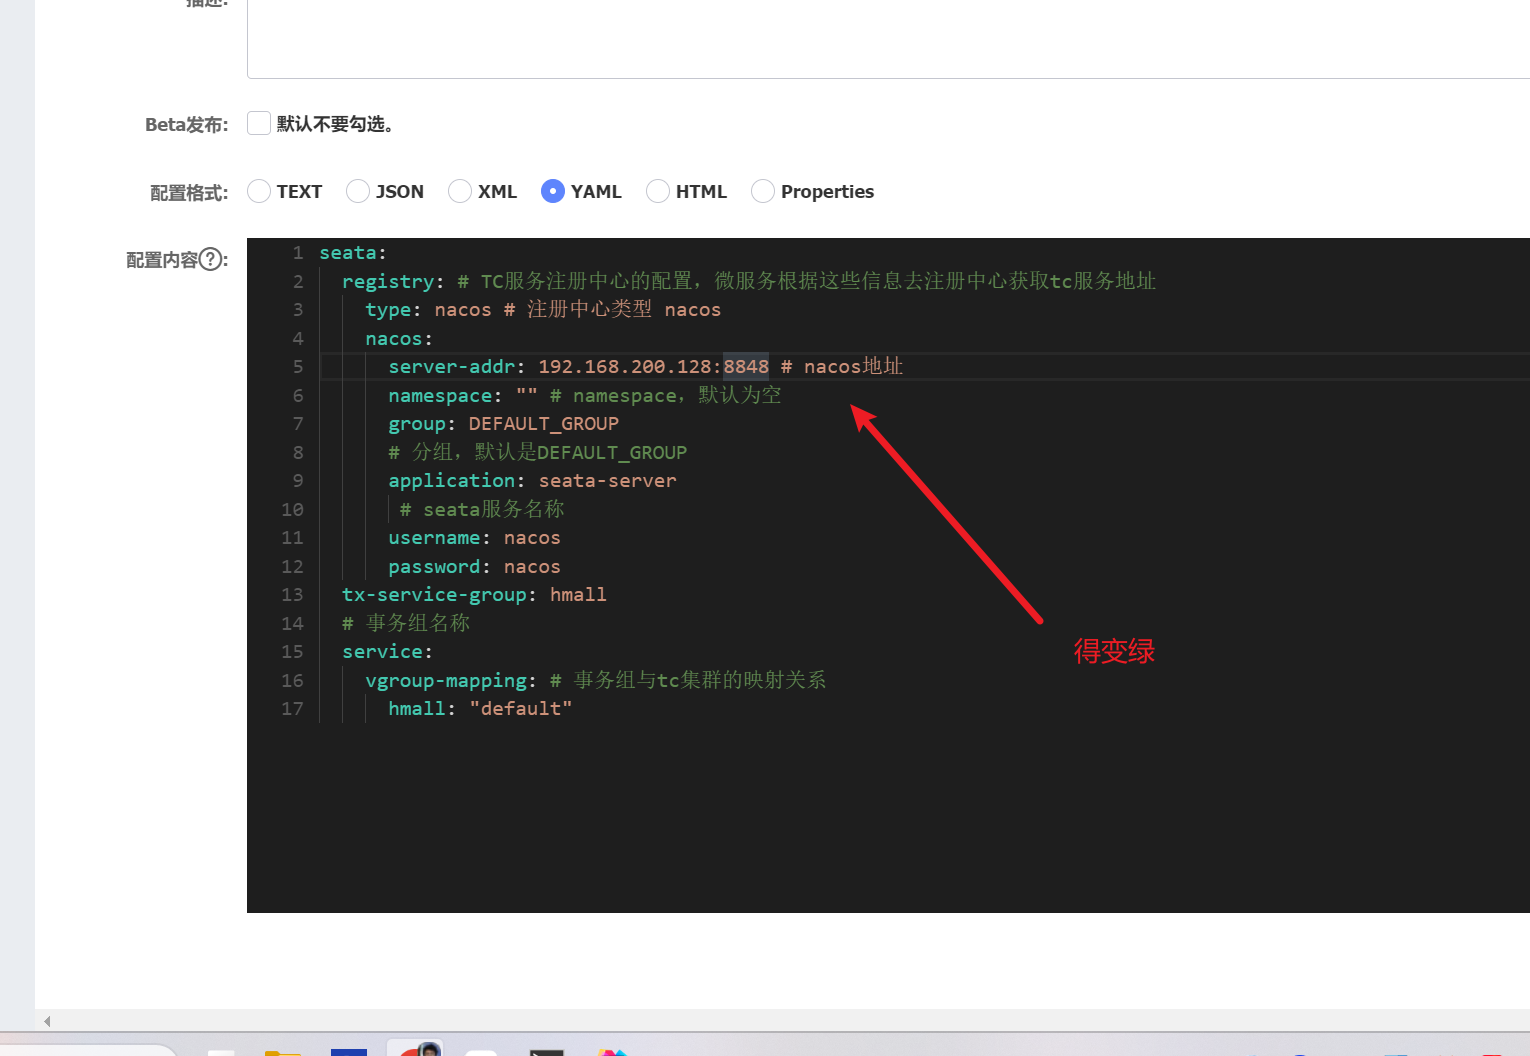 描述:
Beta发布: 默认不要勾选。
配置格式: TEXT JSON XML YAML HTML Properties
配置内容?:
1 seata:
2 registry: # TC服务注册中心的配置，微服务根据这些信息去注册中心获取tc服务地址
3 type: nacos # 注册中心类型 nacos
4 nacos:
5 server-addr: 192.168.200.128:8848 # nacos地址
6 namespace: "" # namespace，默认为空
7 group: DEFAULT_GROUP
8 # 分组，默认是DEFAULT_GROUP
9 application: seata-server
10 # seata服务名称
11 username: nacos
12 password: nacos
13 tx-service-group: hmall
14 # 事务组名称
15 service:
16 vgroup-mapping: # 事务组与tc集群的映射关系
17 hmall: "default"
得变绿